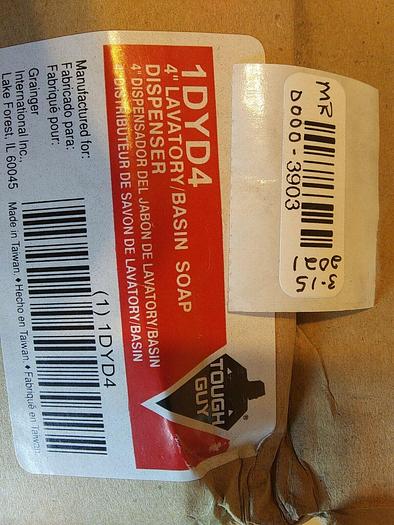 1DYD4
4" LAVATORY/BASIN SOAP
DISPENSER
4" DISPENSADOR DEL JABÓN DE LAVATORY/BASIN
4" DISTRIBUTEUR DE SAVON DE LAVATORY/BASIN
TOUGH
GUY®
Manufactured for:
Fabricado para:
Fabriqué pour:
Grainger
International Inc.,
Lake Forest, IL 60045
(1) 1DYD4
Made in Taiwan. ♦ Hecho en Taiwan. ♦ Fabriqué en Taiwan.
MR
0000-3903
3-15
2021